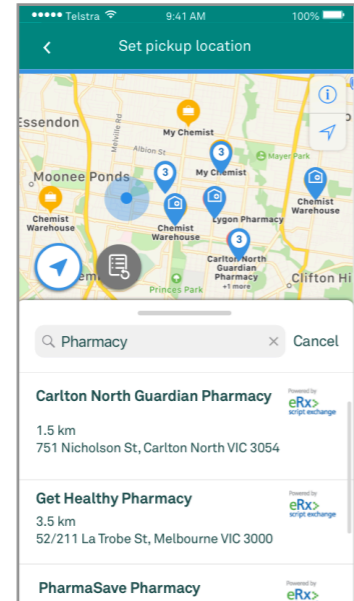 Telstra 9:41 AM 100%
Set pickup location
Essendon
Melville Rd
My Chemist
Albion St
Mayer Park
Moonee Ponds
3
3
My Chemist
Chemist
Warehouse
Chemist
Warehouse
Lygon Pharmacy
Chemist
Warehouse
3
Carlton North
Guardian
Pharmacy
+1 more
Princes Park
Clifton Hi
Pharmacy
Cancel
Carlton North Guardian Pharmacy
Powered by
eRx>
script exchange
1.5 km
751 Nicholson St, Carlton North VIC 3054
Get Healthy Pharmacy
Powered by
eRx>
script exchange
3.5 km
52/211 La Trobe St, Melbourne VIC 3000
PharmaSave Pharmacy
Powered by
eRx>